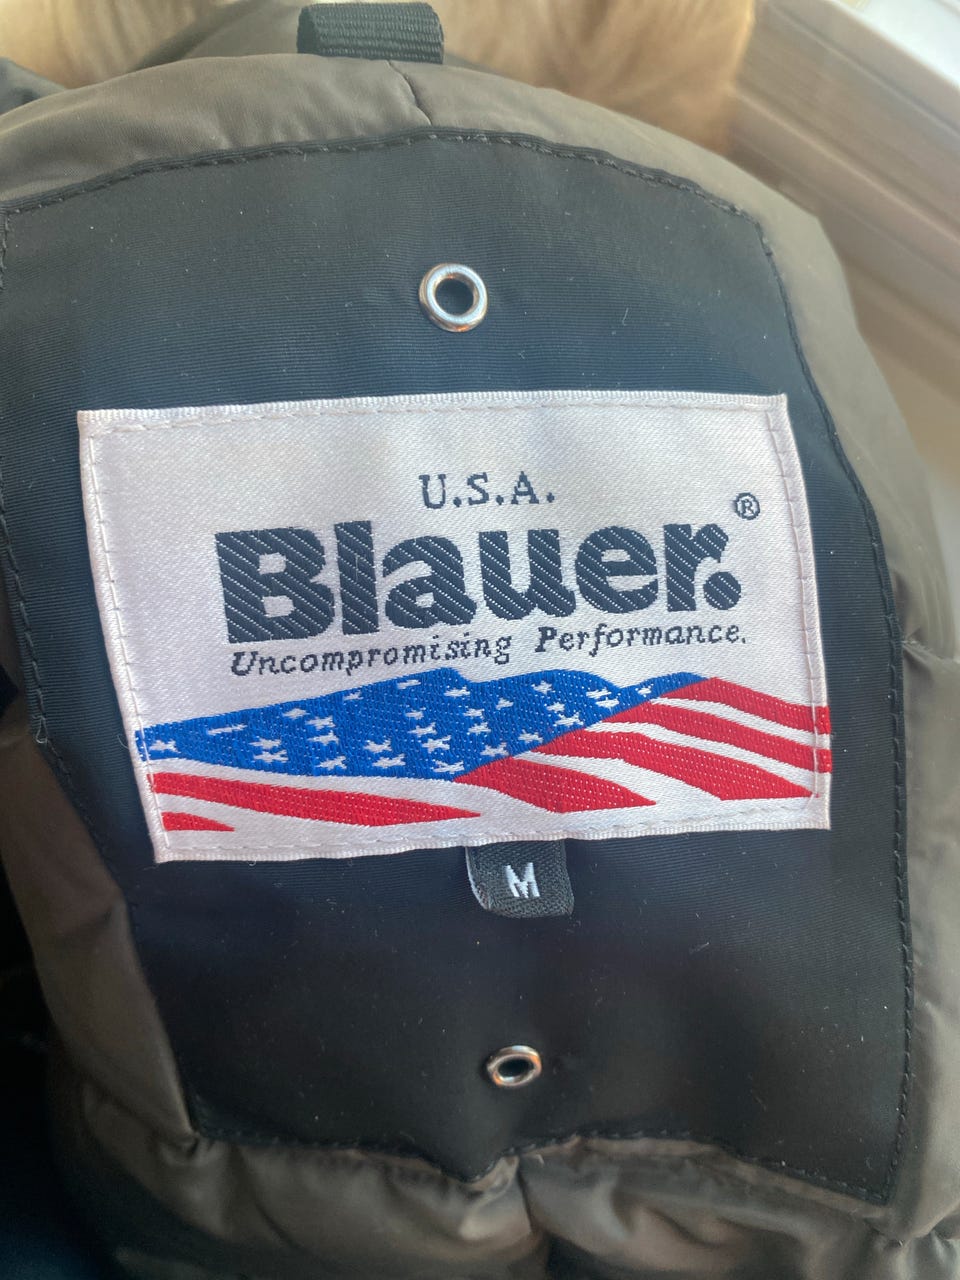 U.S.A.
Blauer.®
Uncompromising Performance.
M